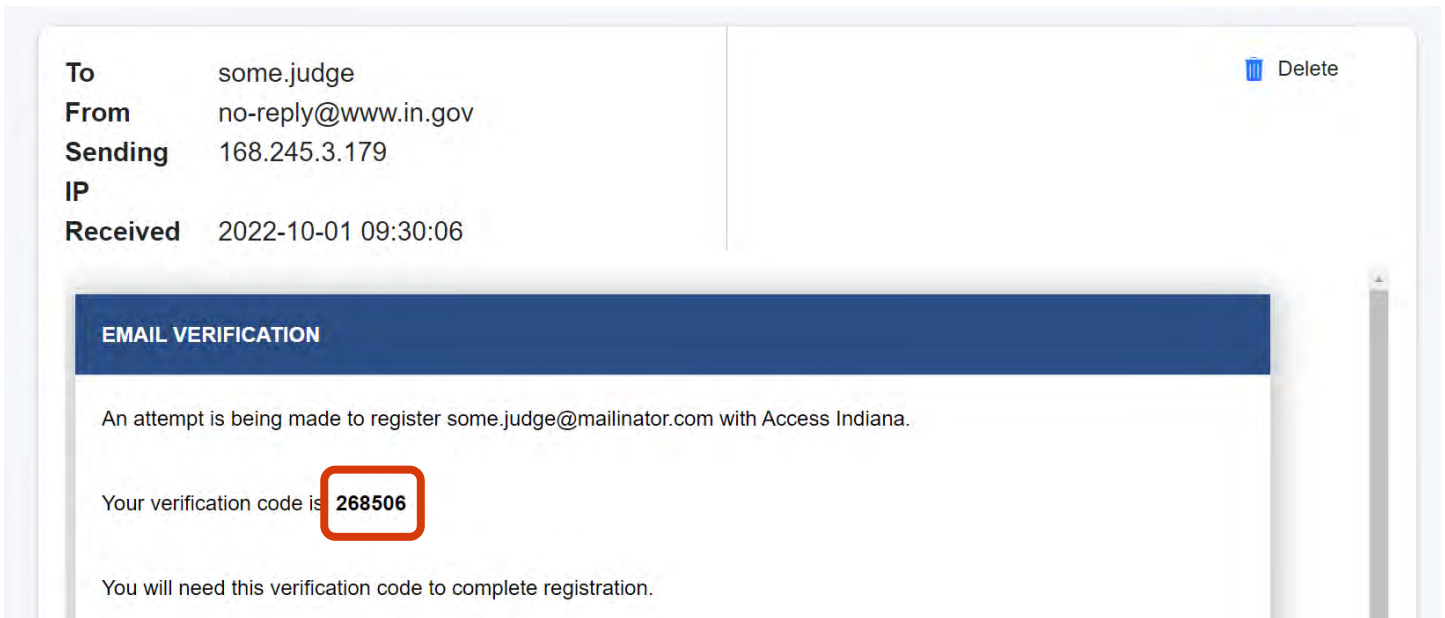 To some.judge
Delete
From no-reply@www.in.gov
Sending 168.245.3.179
IP
Received 2022-10-01 09:30:06
EMAIL VERIFICATION
An attempt is being made to register some.judge@mailinator.com with Access Indiana.
Your verification code is 268506
You will need this verification code to complete registration.